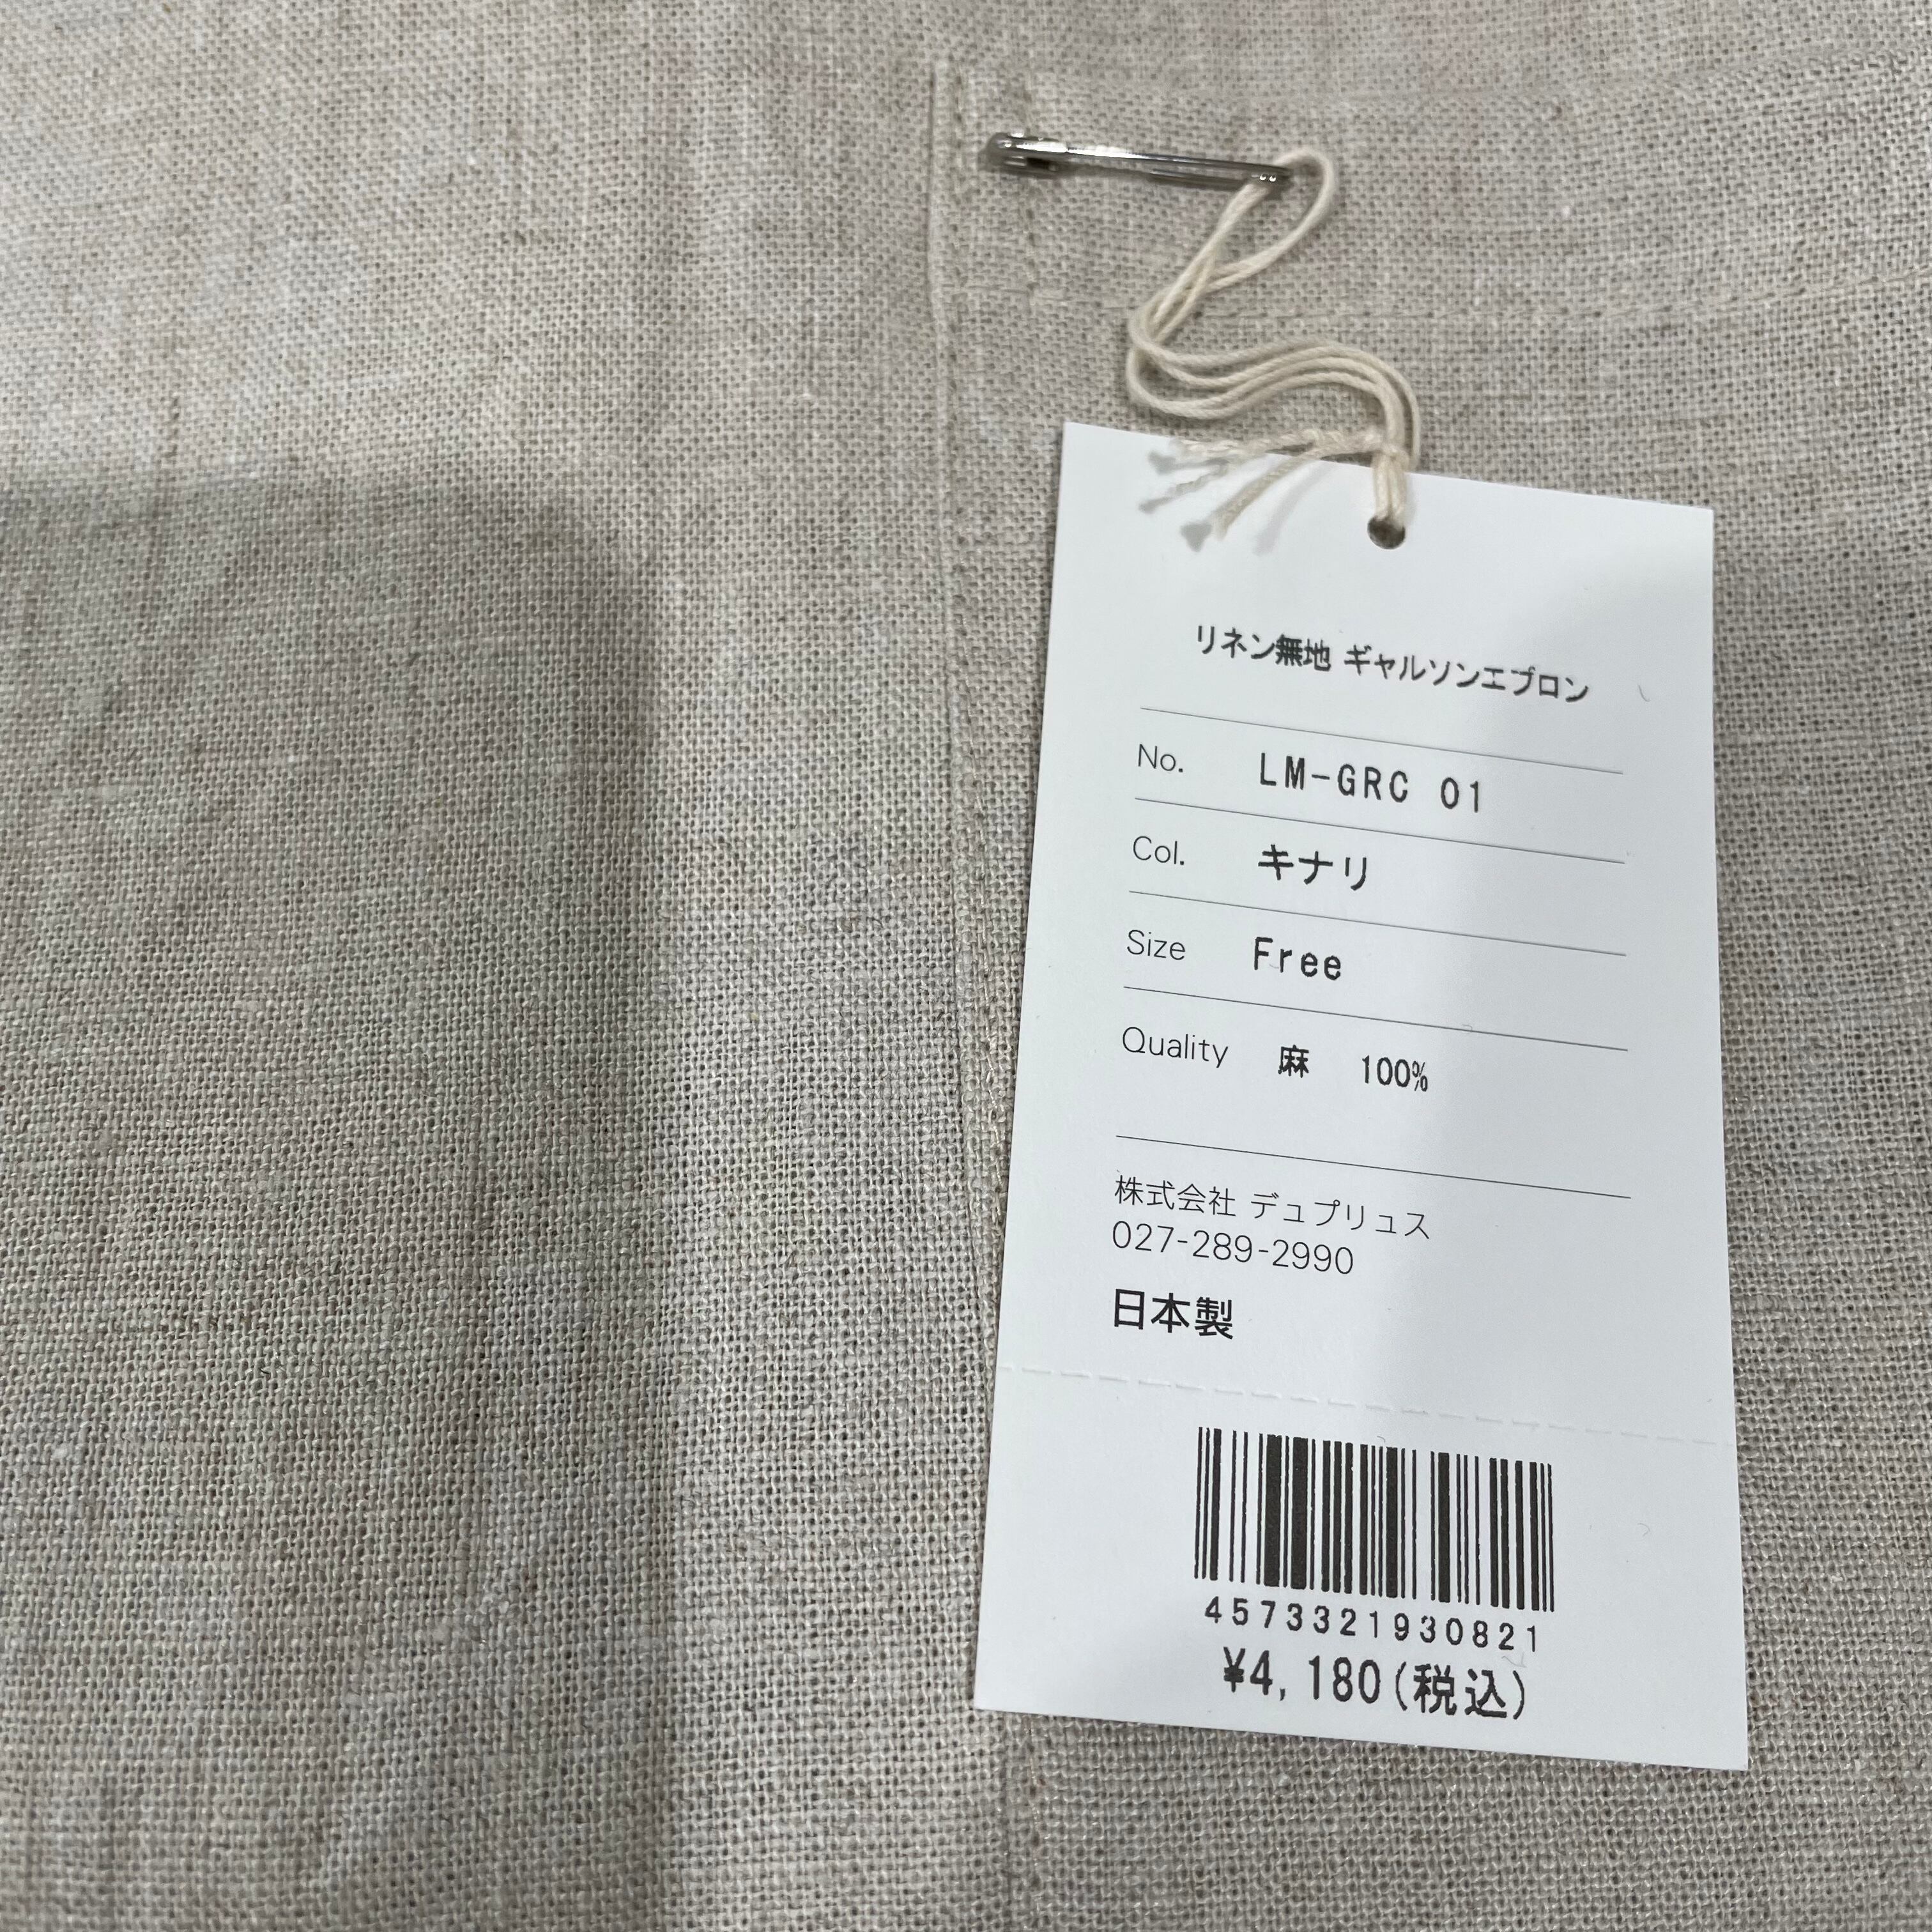 リネン無地 ギャルソンエプロン
No. LM-GRC 01
Col. キナリ
Size Free
Quality 麻 100%
株式会社 デュプリュス
027-289-2990
日本製
4573321930821
¥4,180(税込)